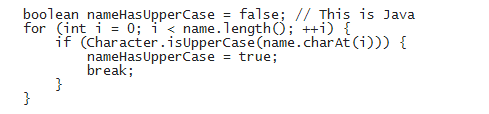 boolean nameHasUpperCase = false; // This is Java
for (int i = 0; i < name.length(); ++i) {
    if (Character.isUpperCase(name.charAt(i))) {
        nameHasUpperCase = true;
        break;
    }
}